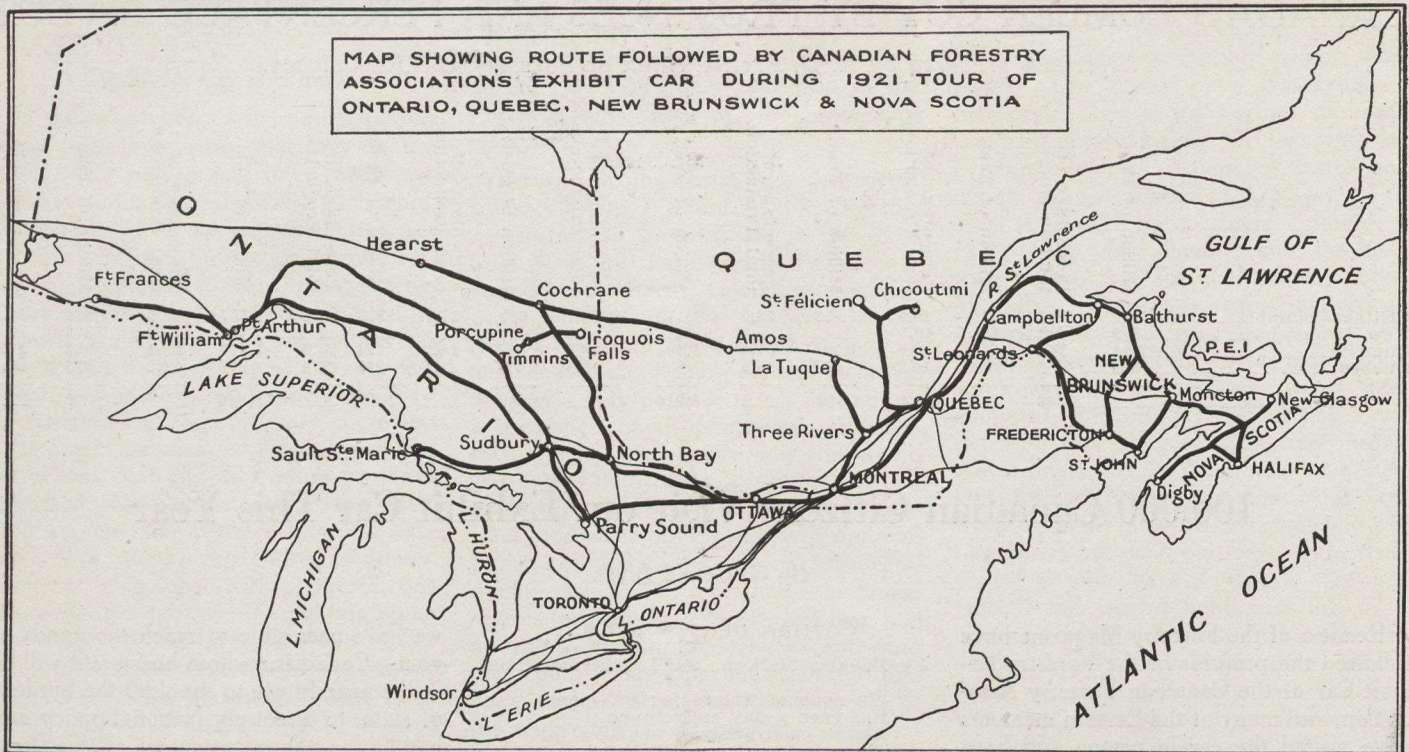 MAP SHOWING ROUTE FOLLOWED BY CANADIAN FORESTRY
ASSOCIATION'S EXHIBIT CAR DURING 1921 TOUR OF
ONTARIO, QUEBEC, NEW BRUNSWICK & NOVA SCOTIA
ONTARIO
QUEBEC
R St. Lawrence
GULF OF
ST LAWRENCE
Hearst
Ft Frances
Cochrane
St Félicien
Chicoutimi
Pt Arthur
Ft William
Porcupine
Iroquois
Falls
Timmins
Amos
La Tuque
Campbellton
Bathurst
St Leonards
P.E.I
NEW
BRUNSWICK
LAKE SUPERIOR
QUEBEC
Moncton
New Glasgow
Three Rivers
FREDERICTON
NOVA SCOTIA
Sault Ste Marie
Sudbury
North Bay
ST JOHN
HALIFAX
MONTREAL
Digby
OTTAWA
Parry Sound
L. MICHIGAN
L. HURON
TORONTO
L. ONTARIO
Windsor
L. ERIE
ATLANTIC OCEAN